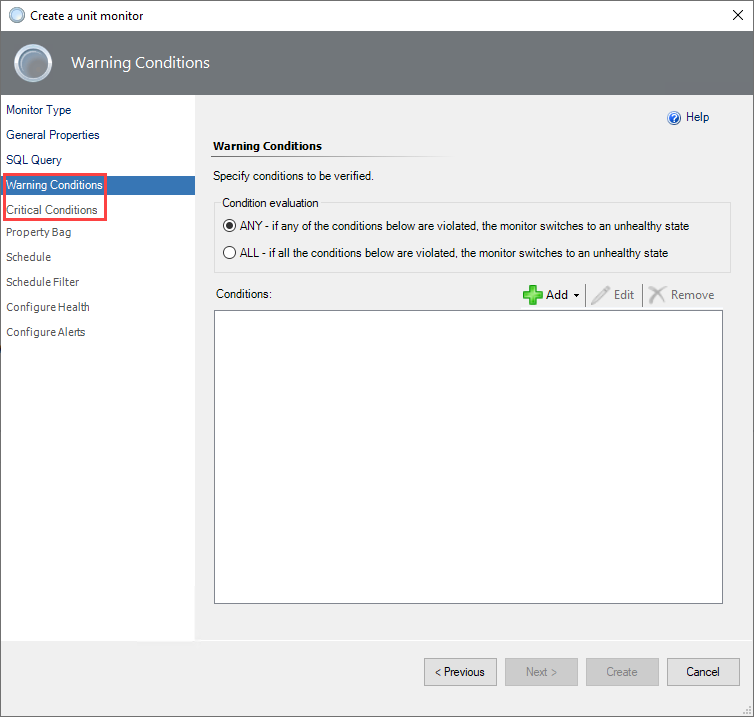 Create a unit monitor
Warning Conditions
Monitor Type
General Properties
SQL Query
Warning Conditions
Critical Conditions
Property Bag
Schedule
Schedule Filter
Configure Health
Configure Alerts
Help
Warning Conditions
Specify conditions to be verified.
Condition evaluation
ANY - if any of the conditions below are violated, the monitor switches to an unhealthy state
ALL - if all the conditions below are violated, the monitor switches to an unhealthy state
Conditions:
Add
Edit
Remove
< Previous
Next >
Create
Cancel